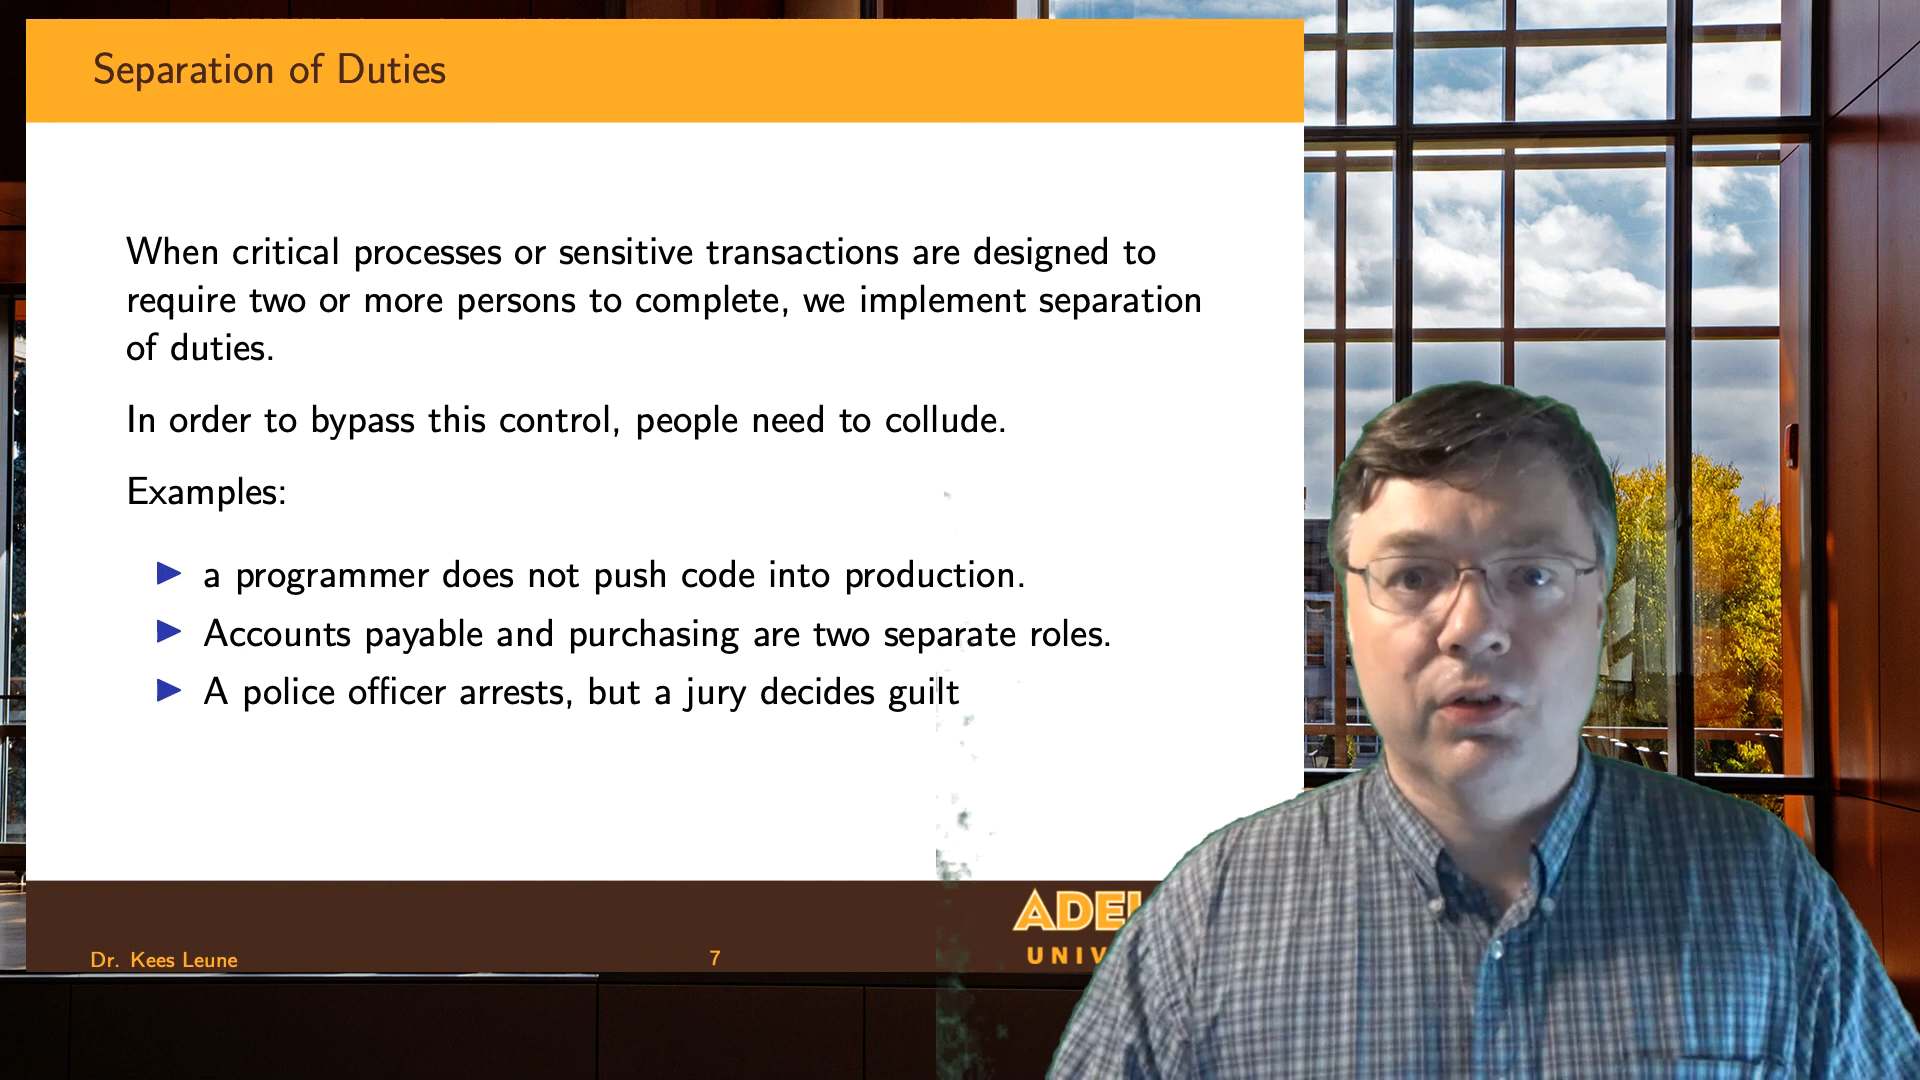 Separation of Duties
When critical processes or sensitive transactions are designed to
require two or more persons to complete, we implement separation
of duties.
In order to bypass this control, people need to collude.
Examples:
a programmer does not push code into production.
Accounts payable and purchasing are two separate roles.
A police officer arrests, but a jury decides guilt
Dr. Kees Leune
7